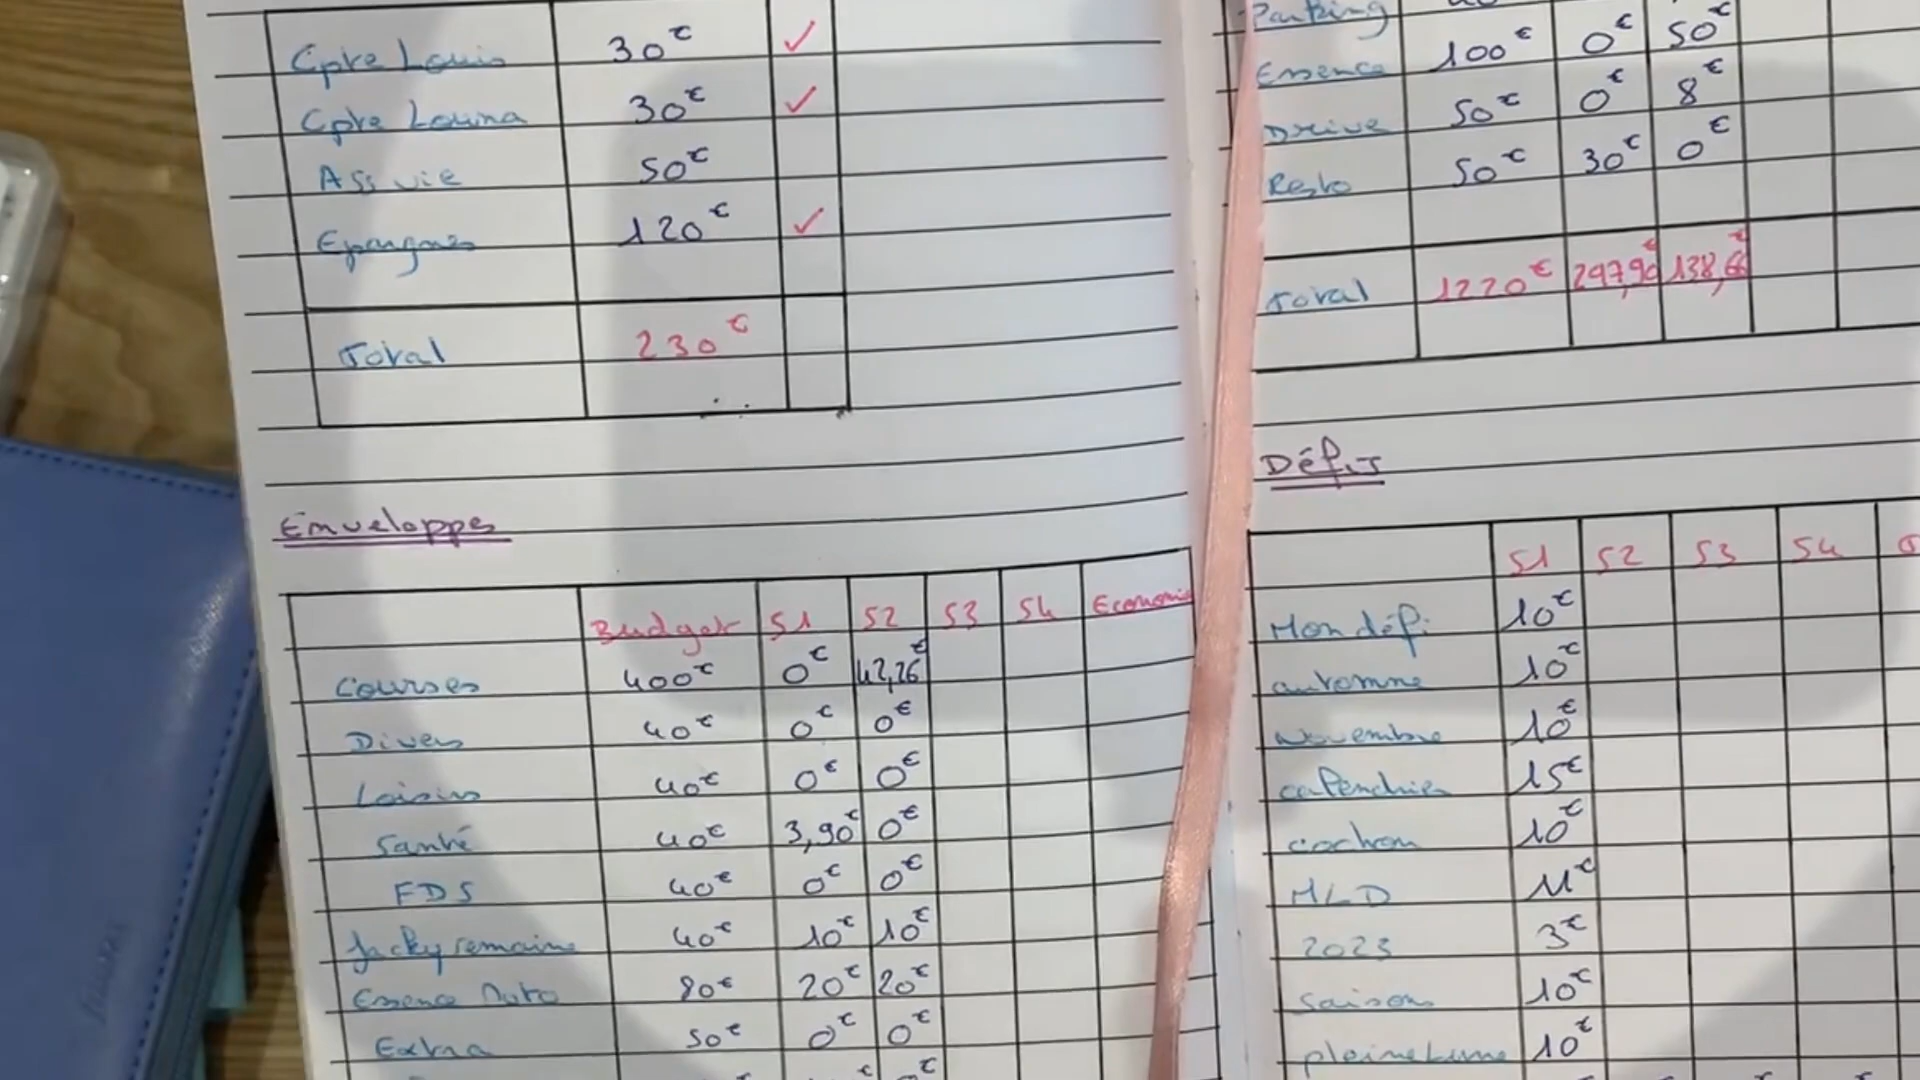 Cpte Louis 30€ ✓
Cpte Louna 30€ ✓
Ass vie 50€
Epargnes 120€ ✓
Total 230€
Enveloppes
Budget S1 S2 S3 S4 Economie
Courses 400€ 0€ 42,26€
Divers 40€ 0€ 0€
Loisirs 40€ 0€ 0€
Santé 40€ 3,90€ 0€
FDS 40€ 0€ 0€
Jacky semaine 40€ 10€ 10€
Essence Moto 80€ 20€ 20€
Extra 50€ 0€ 0€
Parking
Essence 100€ 0€ 50€
Drive 50€ 0€ 8€
Resto 50€ 30€ 0€
Total 1220€ 297,90€ 138,66€
Défis
S1 S2 S3 S4
Mon défi 10€
automne 10€
Novembre 10€
calendrier 15€
cochon 10€
MLD 11€
2023 3€
Saisons 10€
pleine Lune 10€